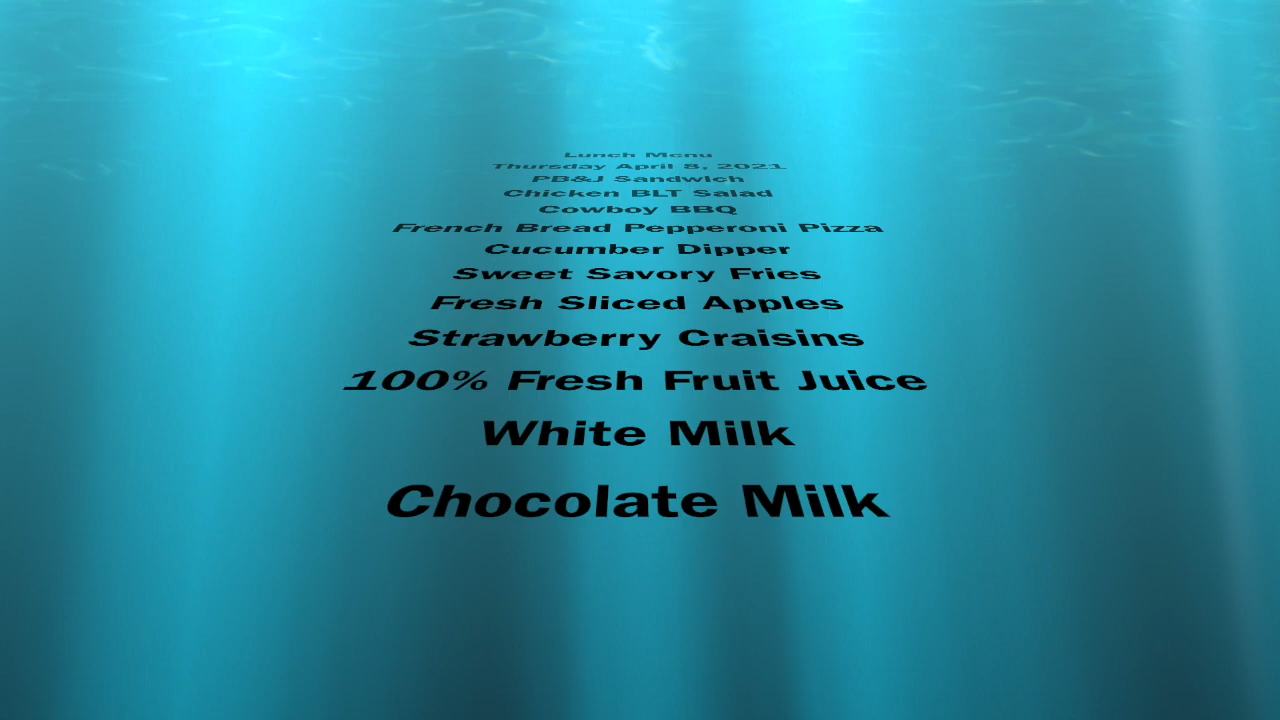 Lunch Menu
Thursday April 8, 2021
PB&J Sandwich
Chicken BLT Salad
Cowboy BBQ
French Bread Pepperoni Pizza
Cucumber Dipper
Sweet Savory Fries
Fresh Sliced Apples
Strawberry Craisins
100% Fresh Fruit Juice
White Milk
Chocolate Milk